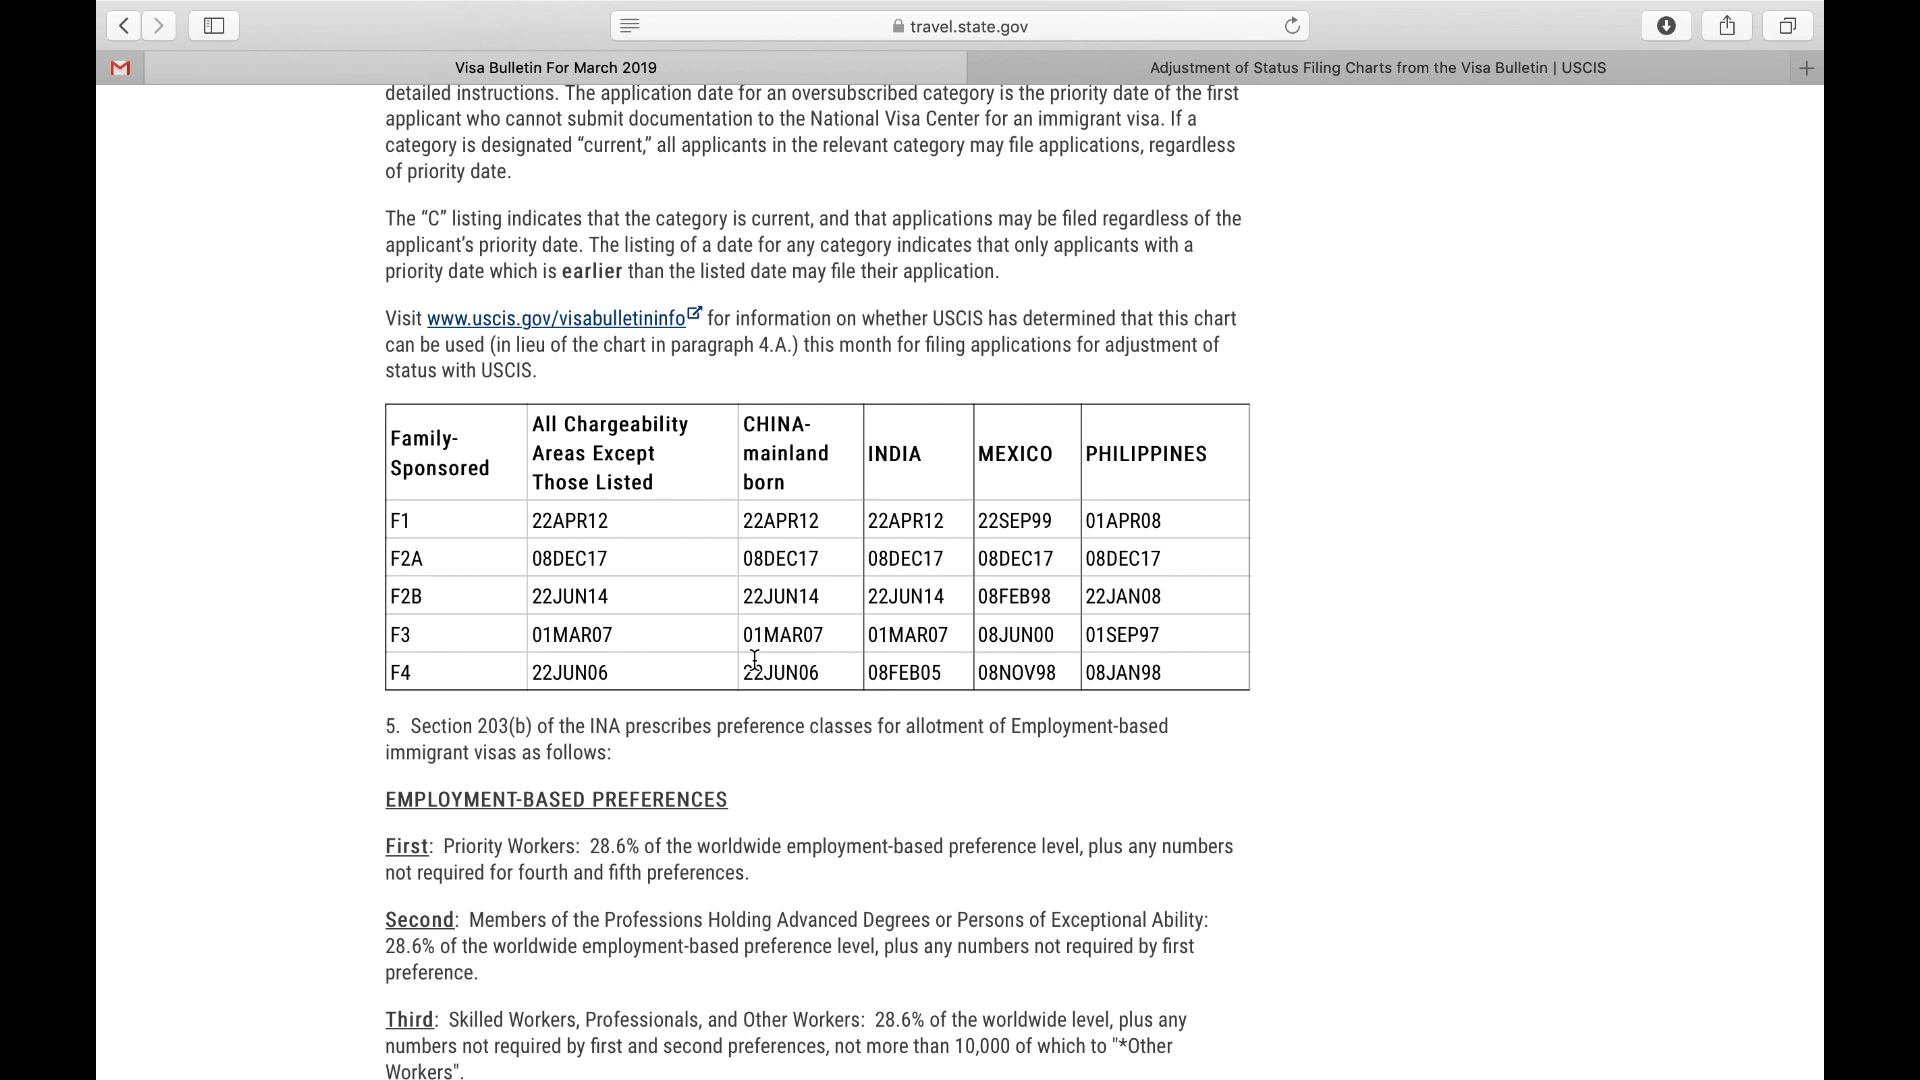 travel.state.gov
Visa Bulletin For March 2019
Adjustment of Status Filing Charts from the Visa Bulletin | USCIS
detailed instructions. The application date for an oversubscribed category is the priority date of the first
applicant who cannot submit documentation to the National Visa Center for an immigrant visa. If a
category is designated “current,” all applicants in the relevant category may file applications, regardless
of priority date.
The “C” listing indicates that the category is current, and that applications may be filed regardless of the
applicant’s priority date. The listing of a date for any category indicates that only applicants with a
priority date which is earlier than the listed date may file their application.
Visit www.uscis.gov/visabulletininfo for information on whether USCIS has determined that this chart
can be used (in lieu of the chart in paragraph 4.A.) this month for filing applications for adjustment of
status with USCIS.
Family-
Sponsored
All Chargeability
Areas Except
Those Listed
CHINA-
mainland
born
INDIA
MEXICO
PHILIPPINES
F1 22APR12 22APR12 22APR12 22SEP99 01APR08
F2A 08DEC17 08DEC17 08DEC17 08DEC17 08DEC17
F2B 22JUN14 22JUN14 22JUN14 08FEB98 22JAN08
F3 01MAR07 01MAR07 01MAR07 08JUN00 01SEP97
F4 22JUN06 22JUN06 08FEB05 08NOV98 08JAN98
5. Section 203(b) of the INA prescribes preference classes for allotment of Employment-based
immigrant visas as follows:
EMPLOYMENT-BASED PREFERENCES
First: Priority Workers: 28.6% of the worldwide employment-based preference level, plus any numbers
not required for fourth and fifth preferences.
Second: Members of the Professions Holding Advanced Degrees or Persons of Exceptional Ability:
28.6% of the worldwide employment-based preference level, plus any numbers not required by first
preference.
Third: Skilled Workers, Professionals, and Other Workers: 28.6% of the worldwide level, plus any
numbers not required by first and second preferences, not more than 10,000 of which to "*Other
Workers".